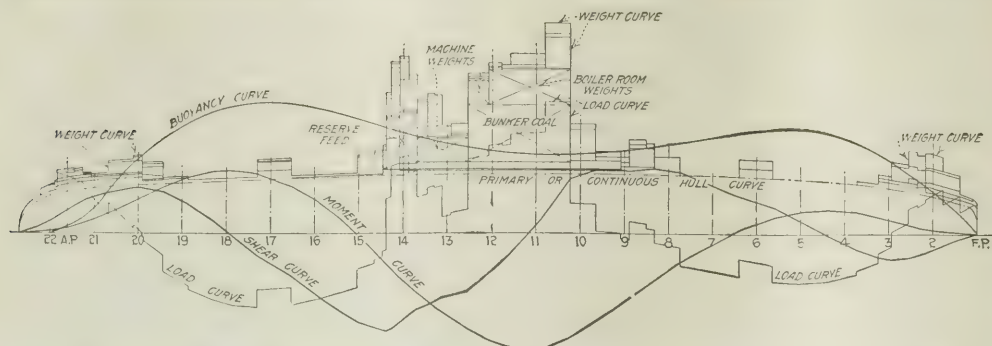 WEIGHT CURVE
MACHINE
WEIGHTS
BOILER ROOM
WEIGHTS
LOAD CURVE
BUOYANCY CURVE
BUNKER COAL
WEIGHT CURVE
RESERVE
FEED
WEIGHT CURVE
PRIMARY OR CONTINUOUS HULL CURVE
MOMENT CURVE
22 A.P. 21 20 19 18 17 16 15 14 13 12 11 10 9 8 7 6 5 4 3 2 F.P.
SHEAR CURVE
LOAD CURVE
LOAD CURVE